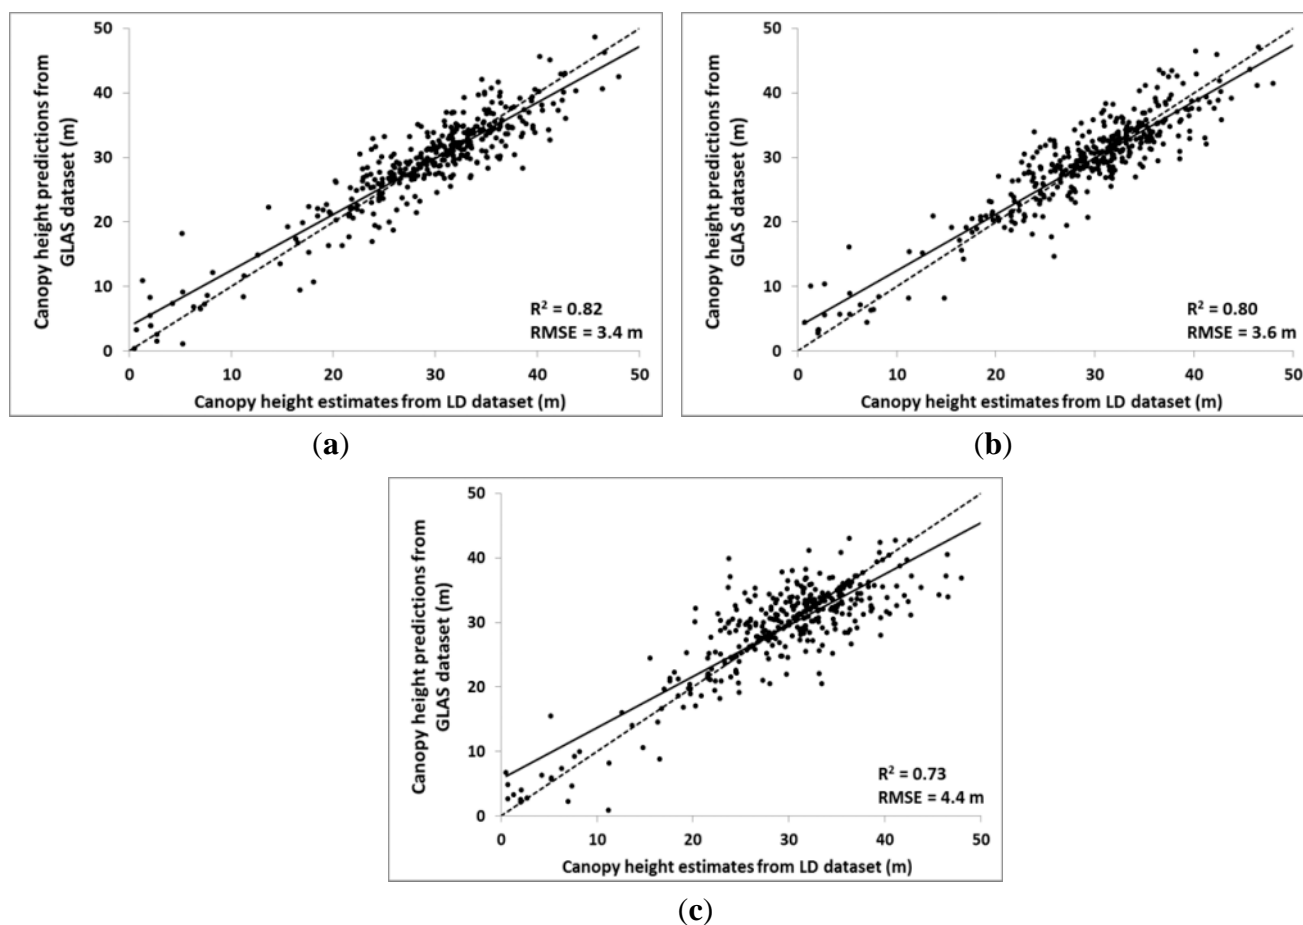 50
40
30
20
10
0
Canopy height predictions from
GLAS dataset (m)
R² = 0.82
RMSE = 3.4 m
0 10 20 30 40 50
Canopy height estimates from LD dataset (m)
(a)
50
40
30
20
10
0
Canopy height predictions from
GLAS dataset (m)
R² = 0.80
RMSE = 3.6 m
0 10 20 30 40 50
Canopy height estimates from LD dataset (m)
(b)
50
40
30
20
10
0
Canopy height predictions from
GLAS dataset (m)
R² = 0.73
RMSE = 4.4 m
0 10 20 30 40 50
Canopy height estimates from LD dataset (m)
(c)